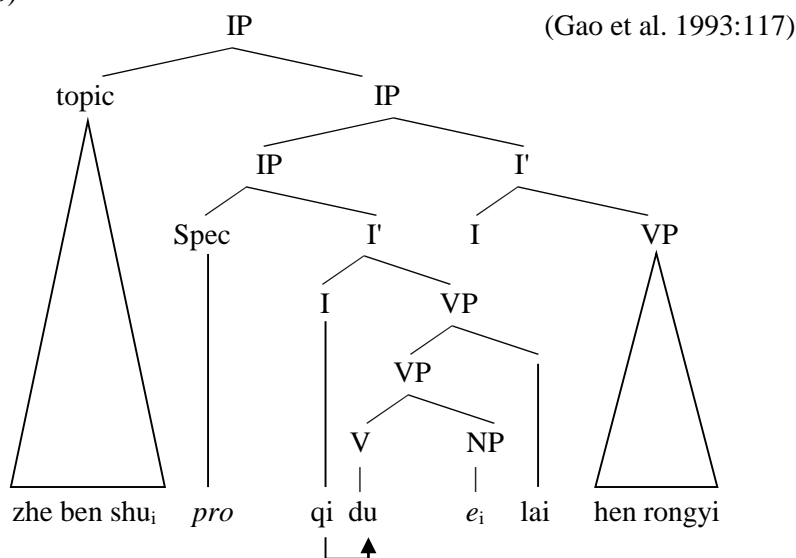 )
IP (Gao et al. 1993:117)
topic IP
IP I'
Spec I' I VP
I VP
VP
V NP
zhe ben shuᵢ pro qi du eᵢ lai hen rongyi